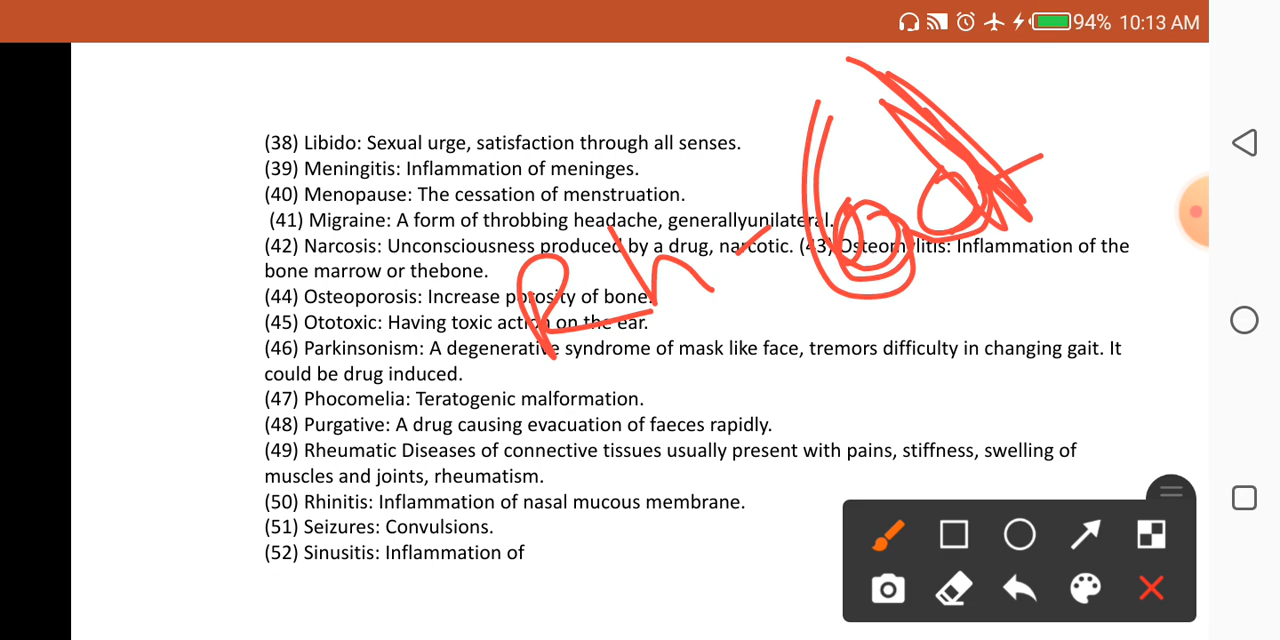 94% 10:13 AM
(38) Libido: Sexual urge, satisfaction through all senses.
(39) Meningitis: Inflammation of meninges.
(40) Menopause: The cessation of menstruation.
(41) Migraine: A form of throbbing headache, generallyunilateral.
(42) Narcosis: Unconsciousness produced by a drug, narcotic. (43) Osteomylitis: Inflammation of the
bone marrow or thebone.
(44) Osteoporosis: Increase porosity of bone.
(45) Ototoxic: Having toxic action on the ear.
(46) Parkinsonism: A degenerative syndrome of mask like face, tremors difficulty in changing gait. It
could be drug induced.
(47) Phocomelia: Teratogenic malformation.
(48) Purgative: A drug causing evacuation of faeces rapidly.
(49) Rheumatic Diseases of connective tissues usually present with pains, stiffness, swelling of
muscles and joints, rheumatism.
(50) Rhinitis: Inflammation of nasal mucous membrane.
(51) Seizures: Convulsions.
(52) Sinusitis: Inflammation of
Rh-